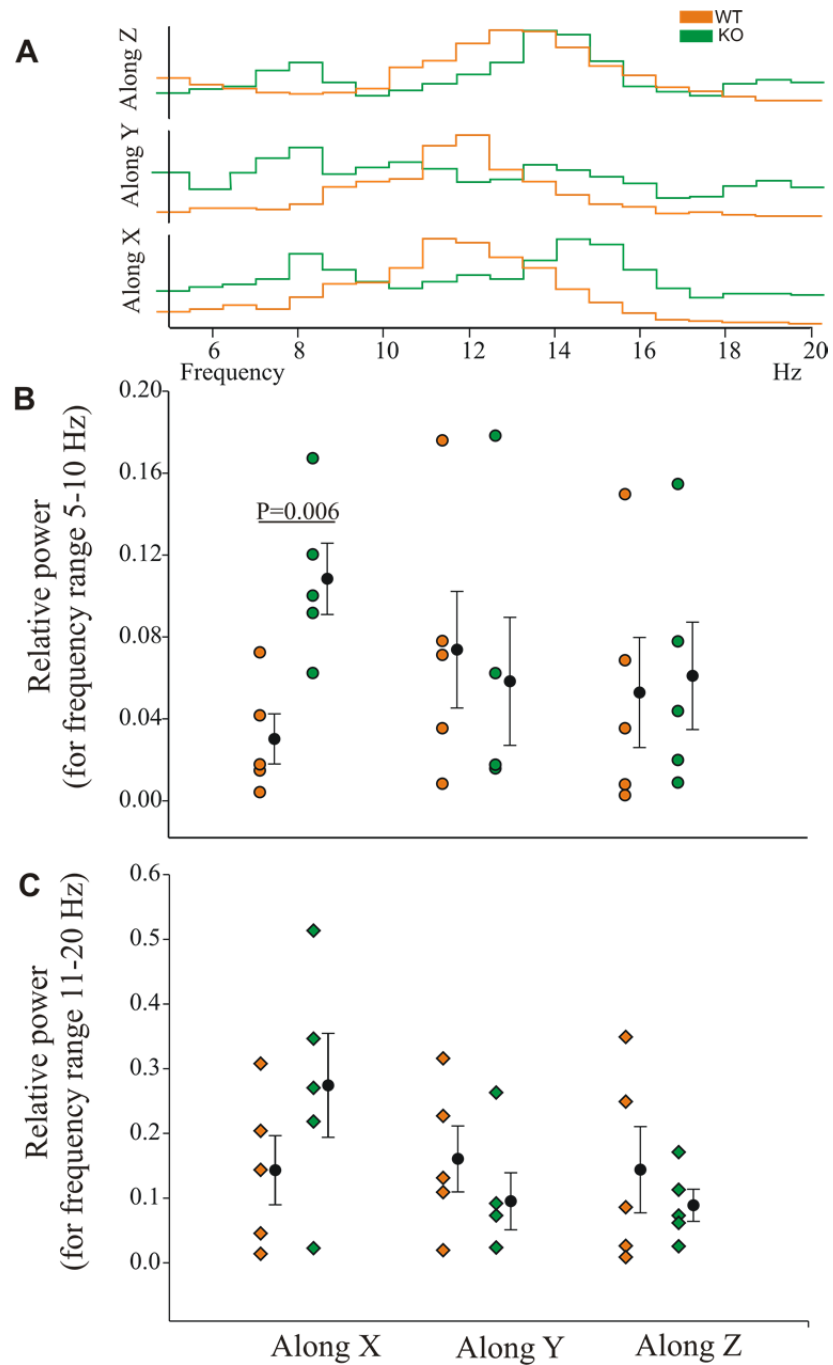 WT
KO
A
Along Z
Along Y
Along X
6 8 10 12 14 16 18 20
Frequency Hz
B
Relative power
(for frequency range 5-10 Hz)
0.20
0.16
0.12
0.08
0.04
0.00
P=0.006
C
Relative power
(for frequency range 11-20 Hz)
0.6
0.5
0.4
0.3
0.2
0.1
0.0
Along X Along Y Along Z